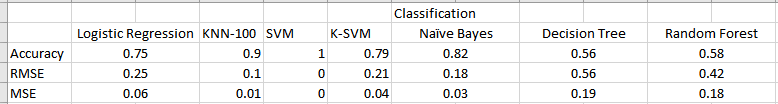 Classification
Logistic Regression KNN-100 SVM K-SVM Naïve Bayes Decision Tree Random Forest
Accuracy 0.75 0.9 1 0.79 0.82 0.56 0.58
RMSE 0.25 0.1 0 0.21 0.18 0.56 0.42
MSE 0.06 0.01 0 0.04 0.03 0.19 0.18